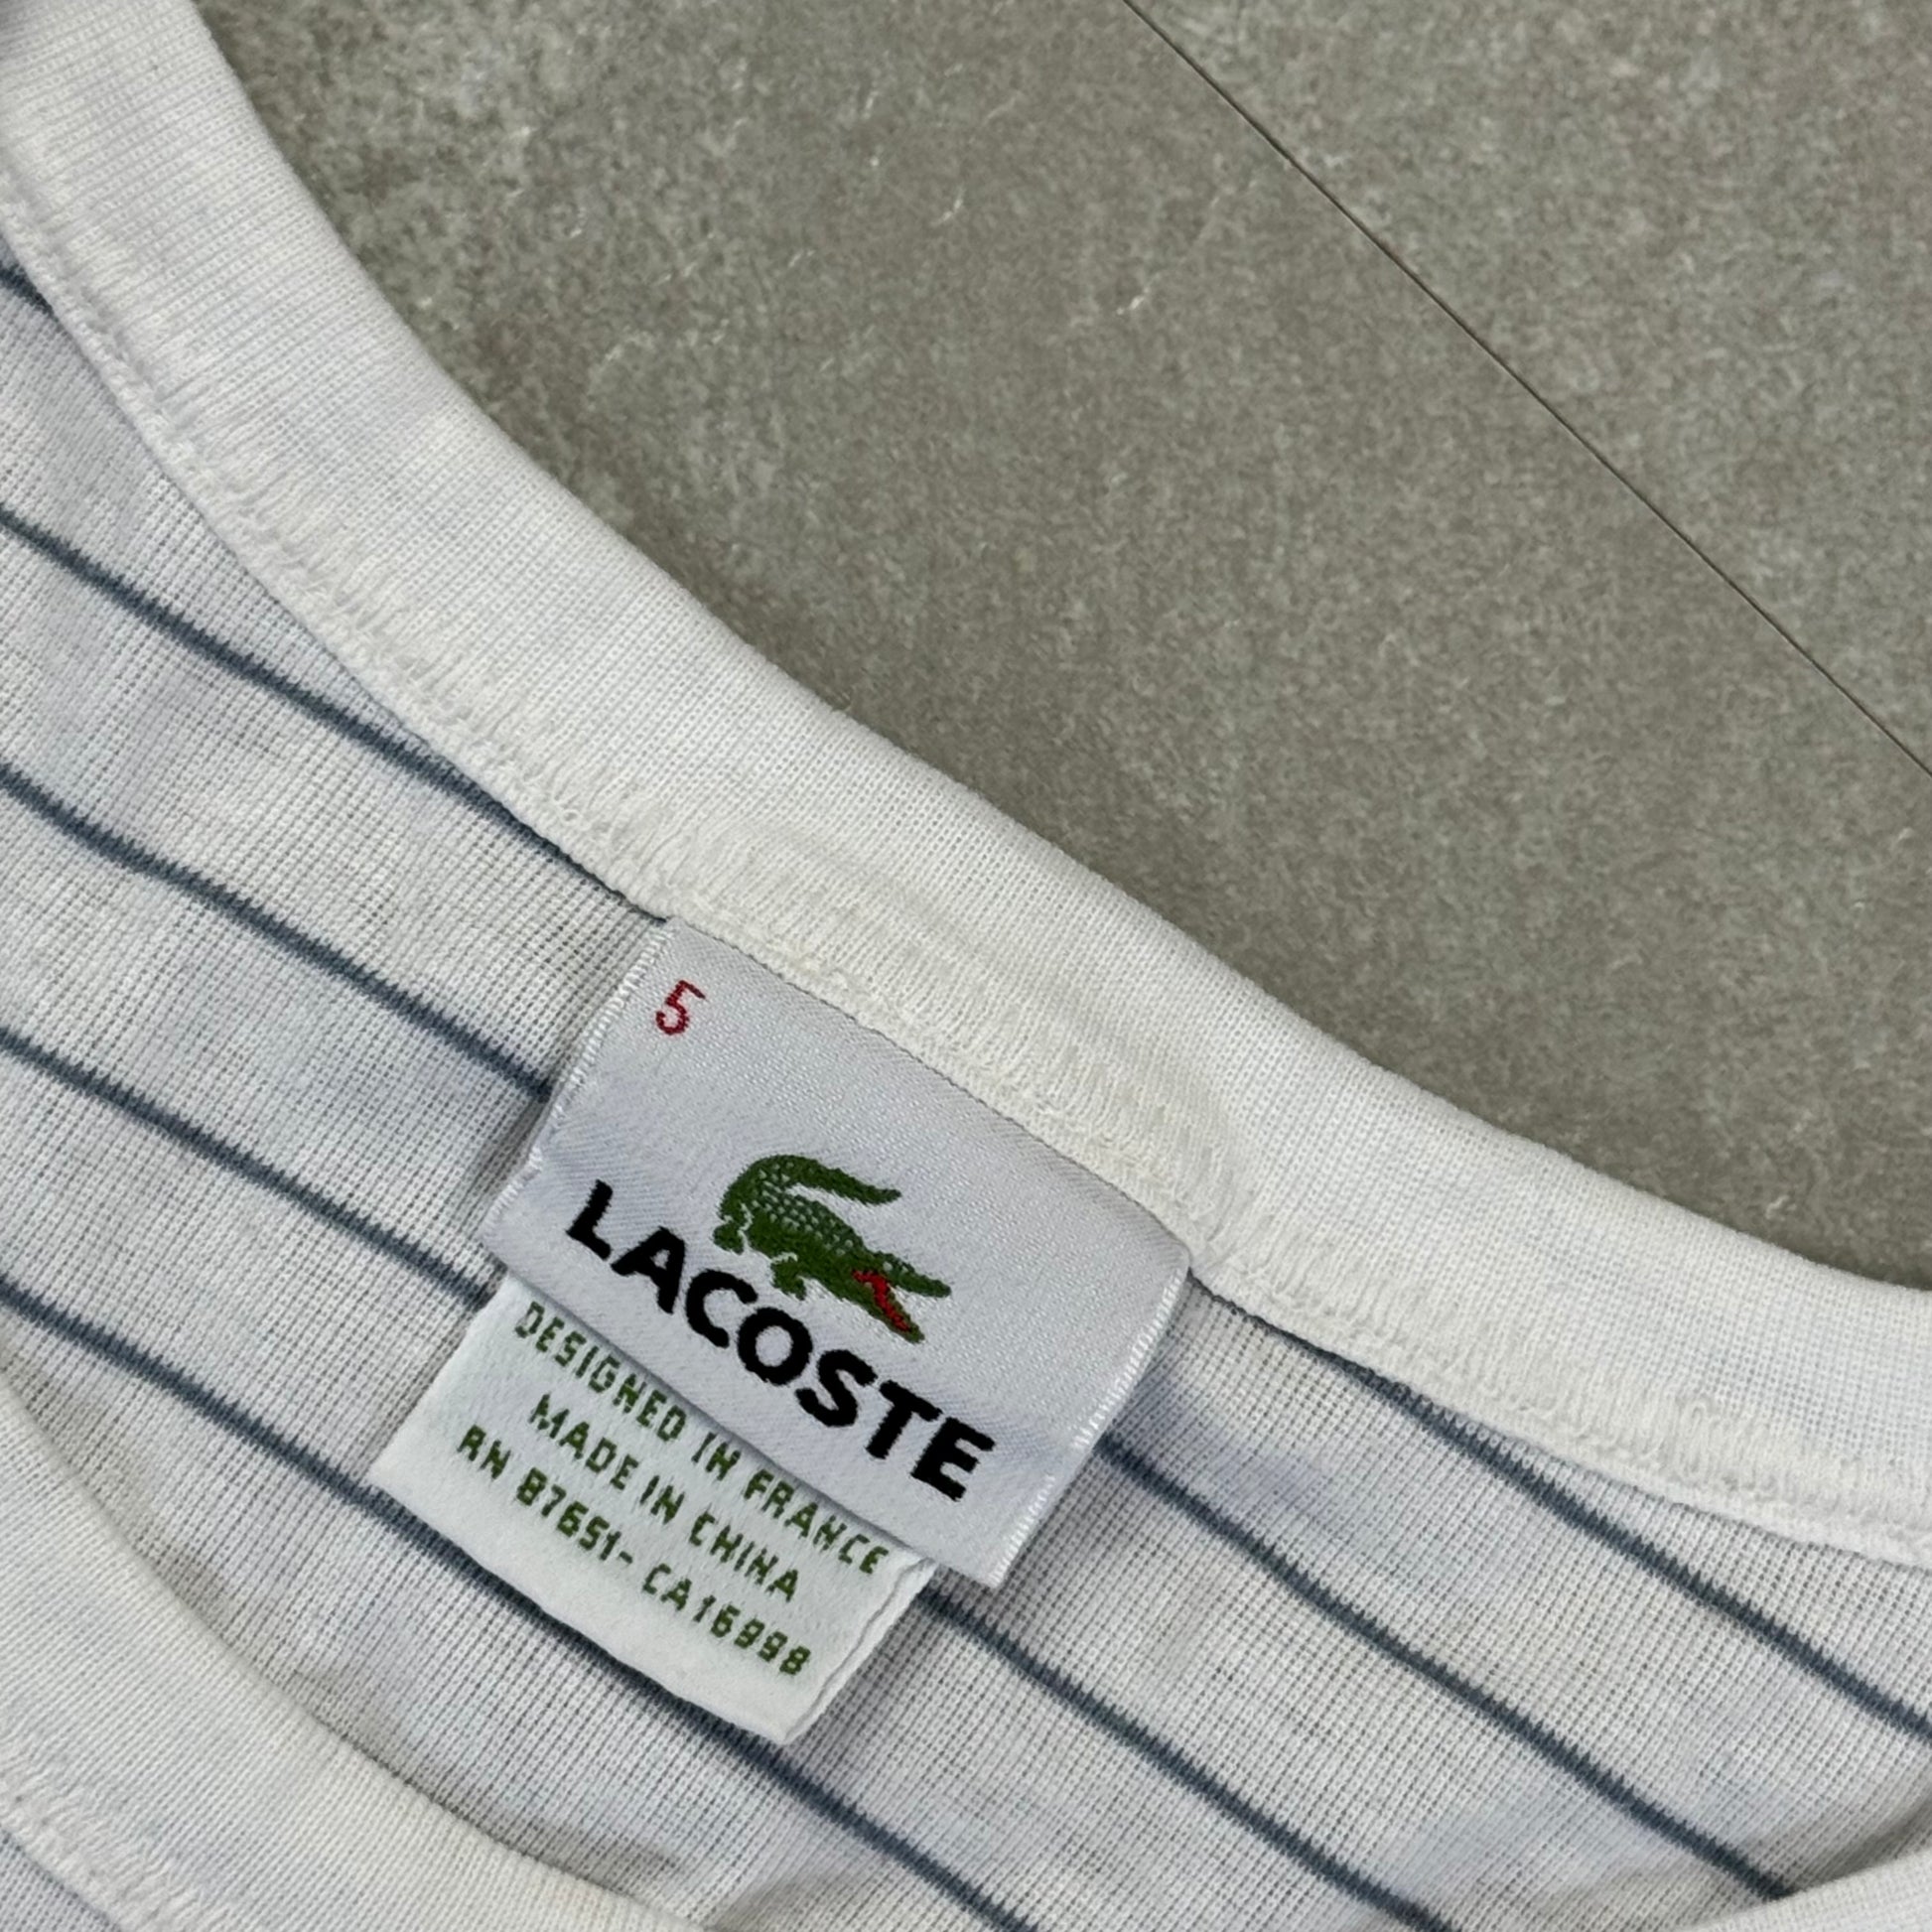 5
LACOSTE
DESIGNED IN FRANCE
MADE IN CHINA
RN 87651- CA16998